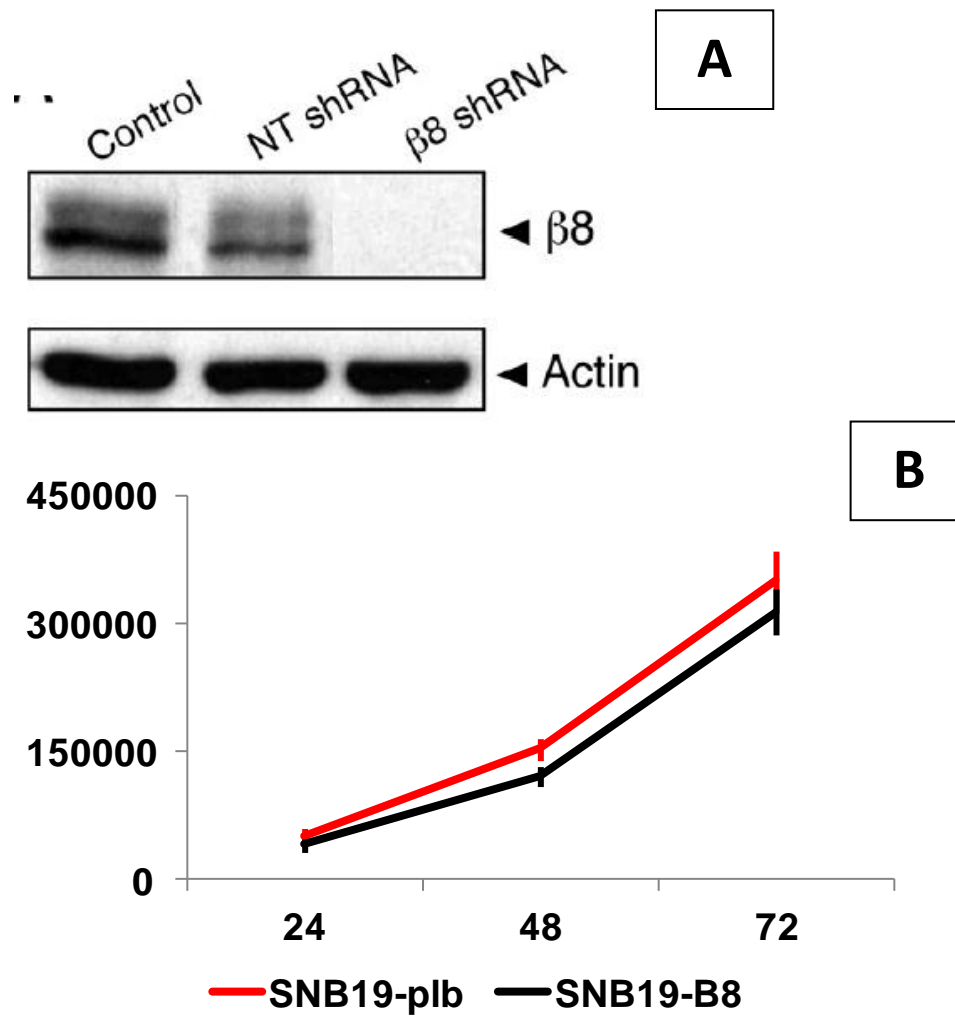 A
Control NT shRNA β8 shRNA
◄ β8
◄ Actin
B
450000
300000
150000
0
24 48 72
SNB19-plb SNB19-B8